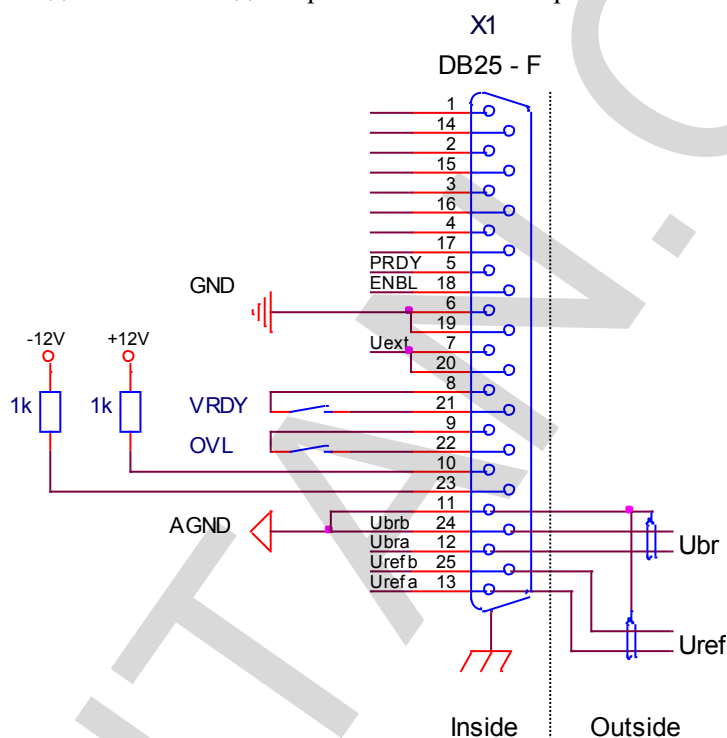 X1
DB25 - F
1
14
2
15
3
16
4
17
PRDY 5
ENBL 18
GND 6
19
-12V +12V Uext 7
20
1k 1k VRDY 8
21
OVL 9
22
10
23
11
AGND Ubrb 24
Ubra 12 Ubr
Urefb 25
Urefa 13
Uref
Inside Outside